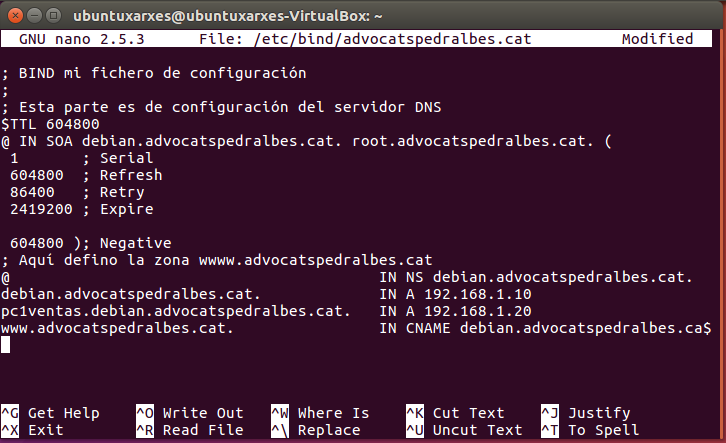 ubuntuxarxes@ubuntuxarxes-VirtualBox: ~
GNU nano 2.5.3 File: /etc/bind/advocatspedralbes.cat Modified
; BIND mi fichero de configuración
;
; Esta parte es de configuración del servidor DNS
$TTL 604800
@ IN SOA debian.advocatspedralbes.cat. root.advocatspedralbes.cat. (
1 ; Serial
604800 ; Refresh
86400 ; Retry
2419200 ; Expire
604800 ); Negative
; Aquí defino la zona wwww.advocatspedralbes.cat
@ IN NS debian.advocatspedralbes.cat.
debian.advocatspedralbes.cat. IN A 192.168.1.10
pc1ventas.debian.advocatspedralbes.cat. IN A 192.168.1.20
www.advocatspedralbes.cat. IN CNAME debian.advocatspedralbes.ca$
^G Get Help ^O Write Out ^W Where Is ^K Cut Text ^J Justify
^X Exit ^R Read File ^\ Replace ^U Uncut Text ^T To Spell